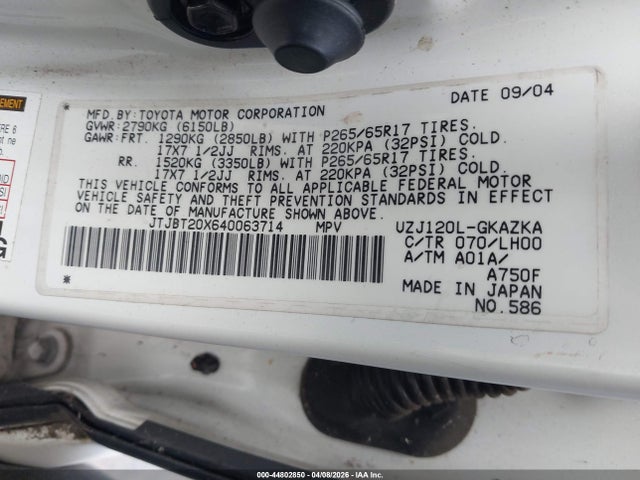 DATE 09/04
MFD.BY:TOYOTA MOTOR CORPORATION
GVWR:2790KG (6150LB)
GAWR:FRT. 1290KG (2850LB) WITH P265/65R17 TIRES.
17X7 1/2JJ RIMS. AT 220KPA (32PSI) COLD.
RR. 1520KG (3350LB) WITH P265/65R17 TIRES.
17X7 1/2JJ RIMS. AT 220KPA (32PSI) COLD.
THIS VEHICLE CONFORMS TO ALL APPLICABLE FEDERAL MOTOR
VEHICLE SAFETY AND THEFT PREVENTION STANDARDS IN EFFECT
ON THE DATE OF MANUFACTURE SHOWN ABOVE.
JTJBT20X640063714 MPV UZJ120L-GKAZKA
C/TR 070/LH00
A/TM A01A/
A750F
MADE IN JAPAN
NO.586
000-44802850 - 04/08/2026 - IAA Inc.